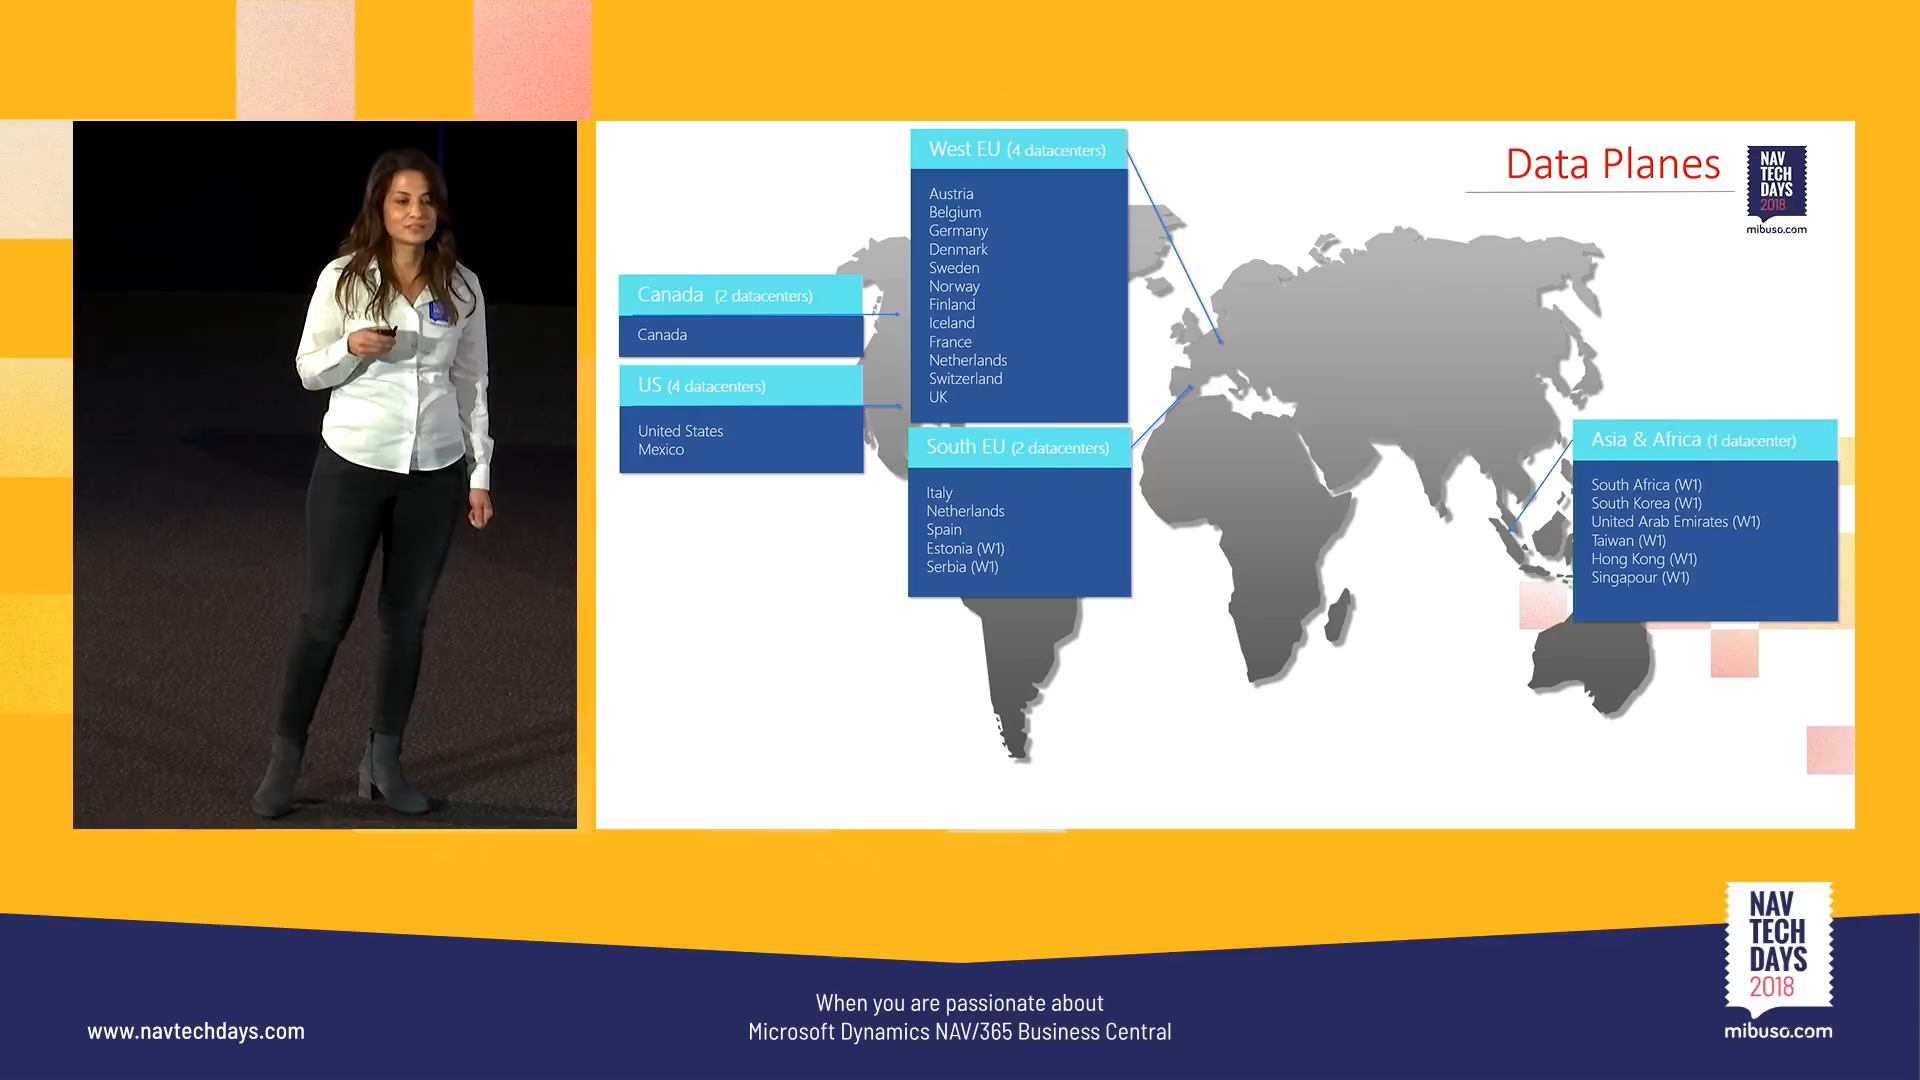 West EU (4 datacenters)
Austria
Belgium
Germany
Denmark
Sweden
Norway
Finland
Iceland
France
Netherlands
Switzerland
UK
Data Planes
NAV
TECH
DAYS
2018
mibuso.com
Canada (2 datacenters)
Canada
US (4 datacenters)
United States
Mexico
South EU (2 datacenters)
Italy
Netherlands
Spain
Estonia (W1)
Serbia (W1)
Asia & Africa (1 datacenter)
South Africa (W1)
South Korea (W1)
United Arab Emirates (W1)
Taiwan (W1)
Hong Kong (W1)
Singapour (W1)
www.navtechdays.com
When you are passionate about
Microsoft Dynamics NAV/365 Business Central
NAV
TECH
DAYS
2018
mibuso.com